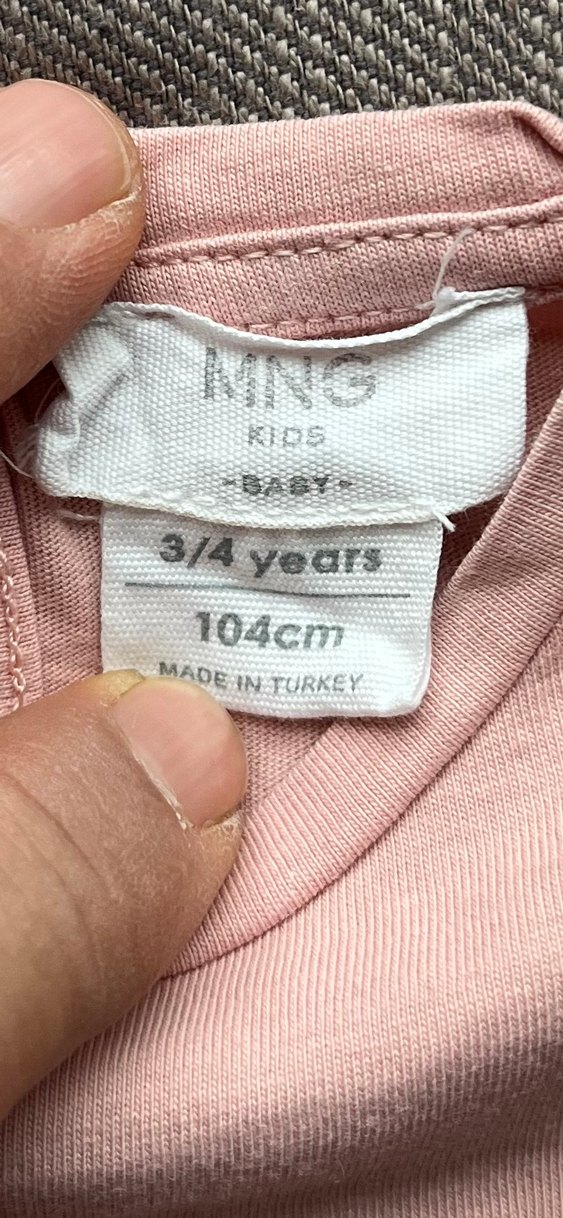 MNG
KIDS
-BABY-
3/4 years
104cm
MADE IN TURKEY